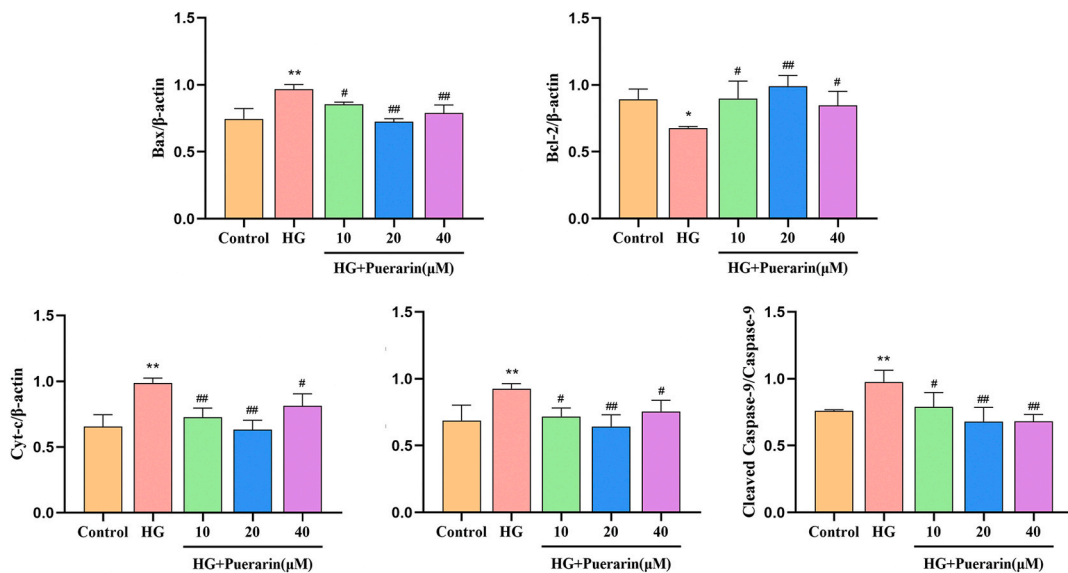 Bax/β-actin
1.5
1.0
0.5
0.0
**
#
##
##
Control HG 10 20 40
HG+Puerarin(μM)
Bcl-2/β-actin
1.5
1.0
0.5
0.0
*
#
##
#
Control HG 10 20 40
HG+Puerarin(μM)
Cyt-c/β-actin
1.5
1.0
0.5
0.0
**
##
##
#
Control HG 10 20 40
HG+Puerarin(μM)
1.5
1.0
0.5
0.0
**
#
##
#
Control HG 10 20 40
HG+Puerarin(μM)
Cleaved Caspase-9/Caspase-9
1.5
1.0
0.5
0.0
**
#
##
##
Control HG 10 20 40
HG+Puerarin(μM)